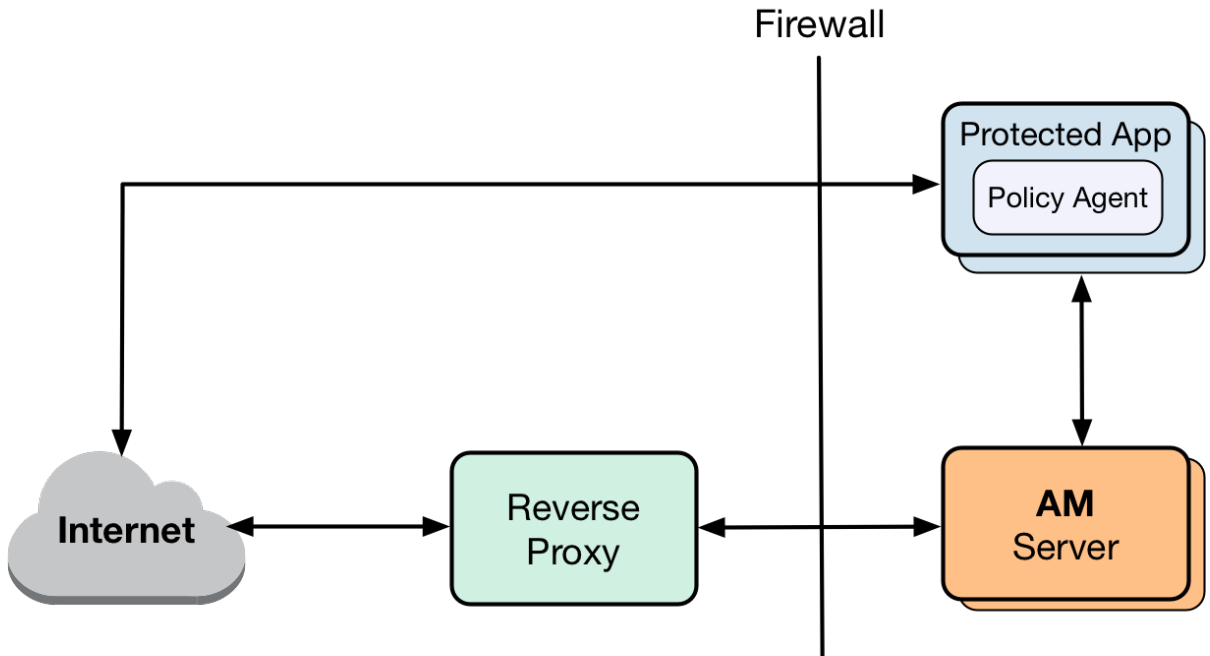 Firewall
Protected App
Policy Agent
Internet
Reverse
Proxy
AM
Server